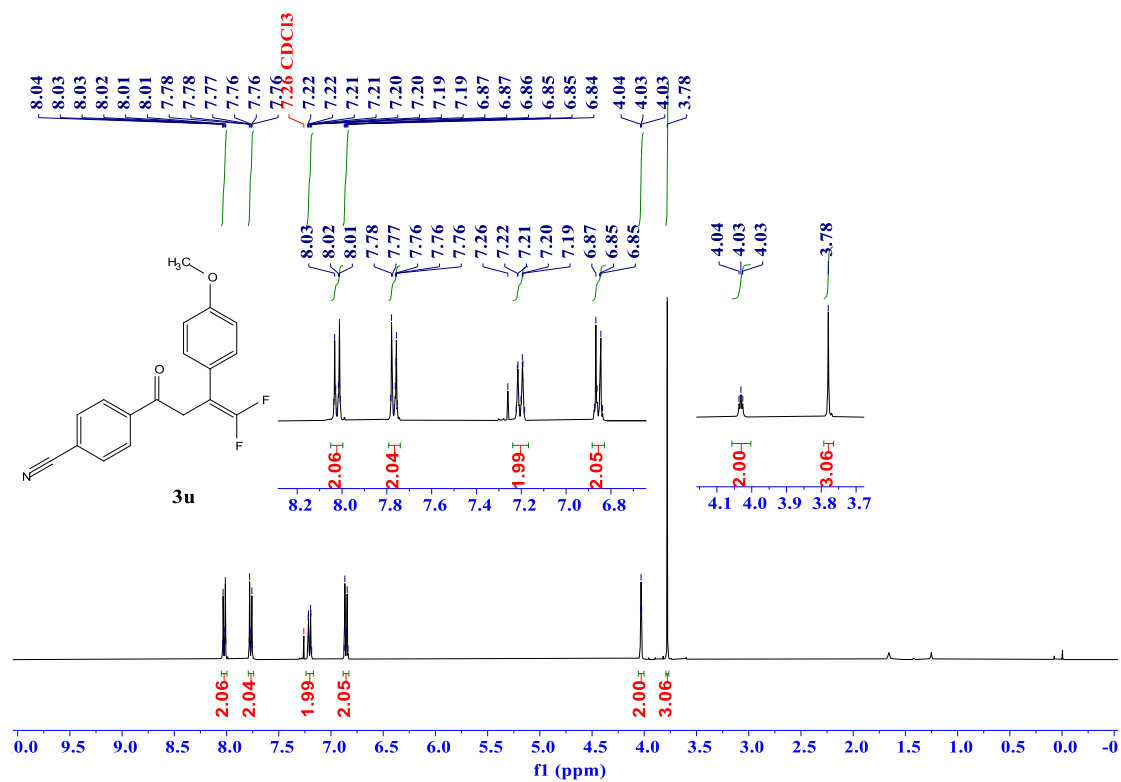 8.04 8.03 8.03 8.02 8.01 8.01 7.78 7.78 7.77 7.76 7.76 7.76 7.26 CDCl3 7.22 7.22 7.21 7.21 7.20 7.20 7.19 7.19 6.87 6.87 6.86 6.85 6.85 6.84 4.04 4.03 4.03 3.78
8.03 8.02 8.01 7.78 7.77 7.76 7.76 7.76 7.26 7.22 7.21 7.20 7.19 6.87 6.85 6.85 4.04 4.03 4.03 3.78
H3C
O
O
F
F
N
3u
2.06 2.04 1.99 2.05 2.00 3.06
8.2 8.0 7.8 7.6 7.4 7.2 7.0 6.8 4.1 4.0 3.9 3.8 3.7
2.06 2.04 1.99 2.05 2.00 3.06
0.0 9.5 9.0 8.5 8.0 7.5 7.0 6.5 6.0 5.5 5.0 4.5 4.0 3.5 3.0 2.5 2.0 1.5 1.0 0.5 0.0 -0
f1 (ppm)